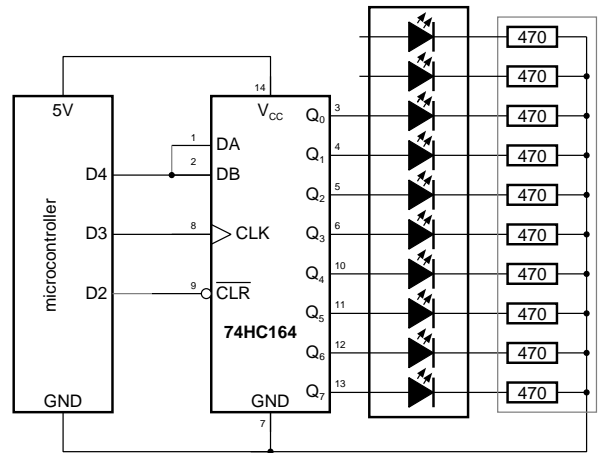 470
470
14
5V
V_CC
Q0 3
470
1
DA
Q1 4
470
2
D4
DB
Q2 5
470
microcontroller
D3
8
CLK
Q3 6
470
Q4 10
470
D2
9
CLR
Q5 11
470
74HC164
Q6 12
470
GND
GND
Q7 13
470
7